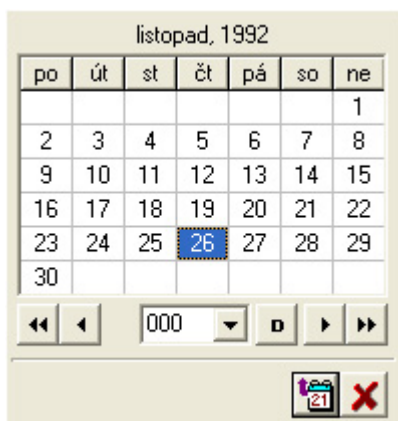 listopad, 1992
po út st čt pá so ne
1
2 3 4 5 6 7 8
9 10 11 12 13 14 15
16 17 18 19 20 21 22
23 24 25 26 27 28 29
30
000 D
21